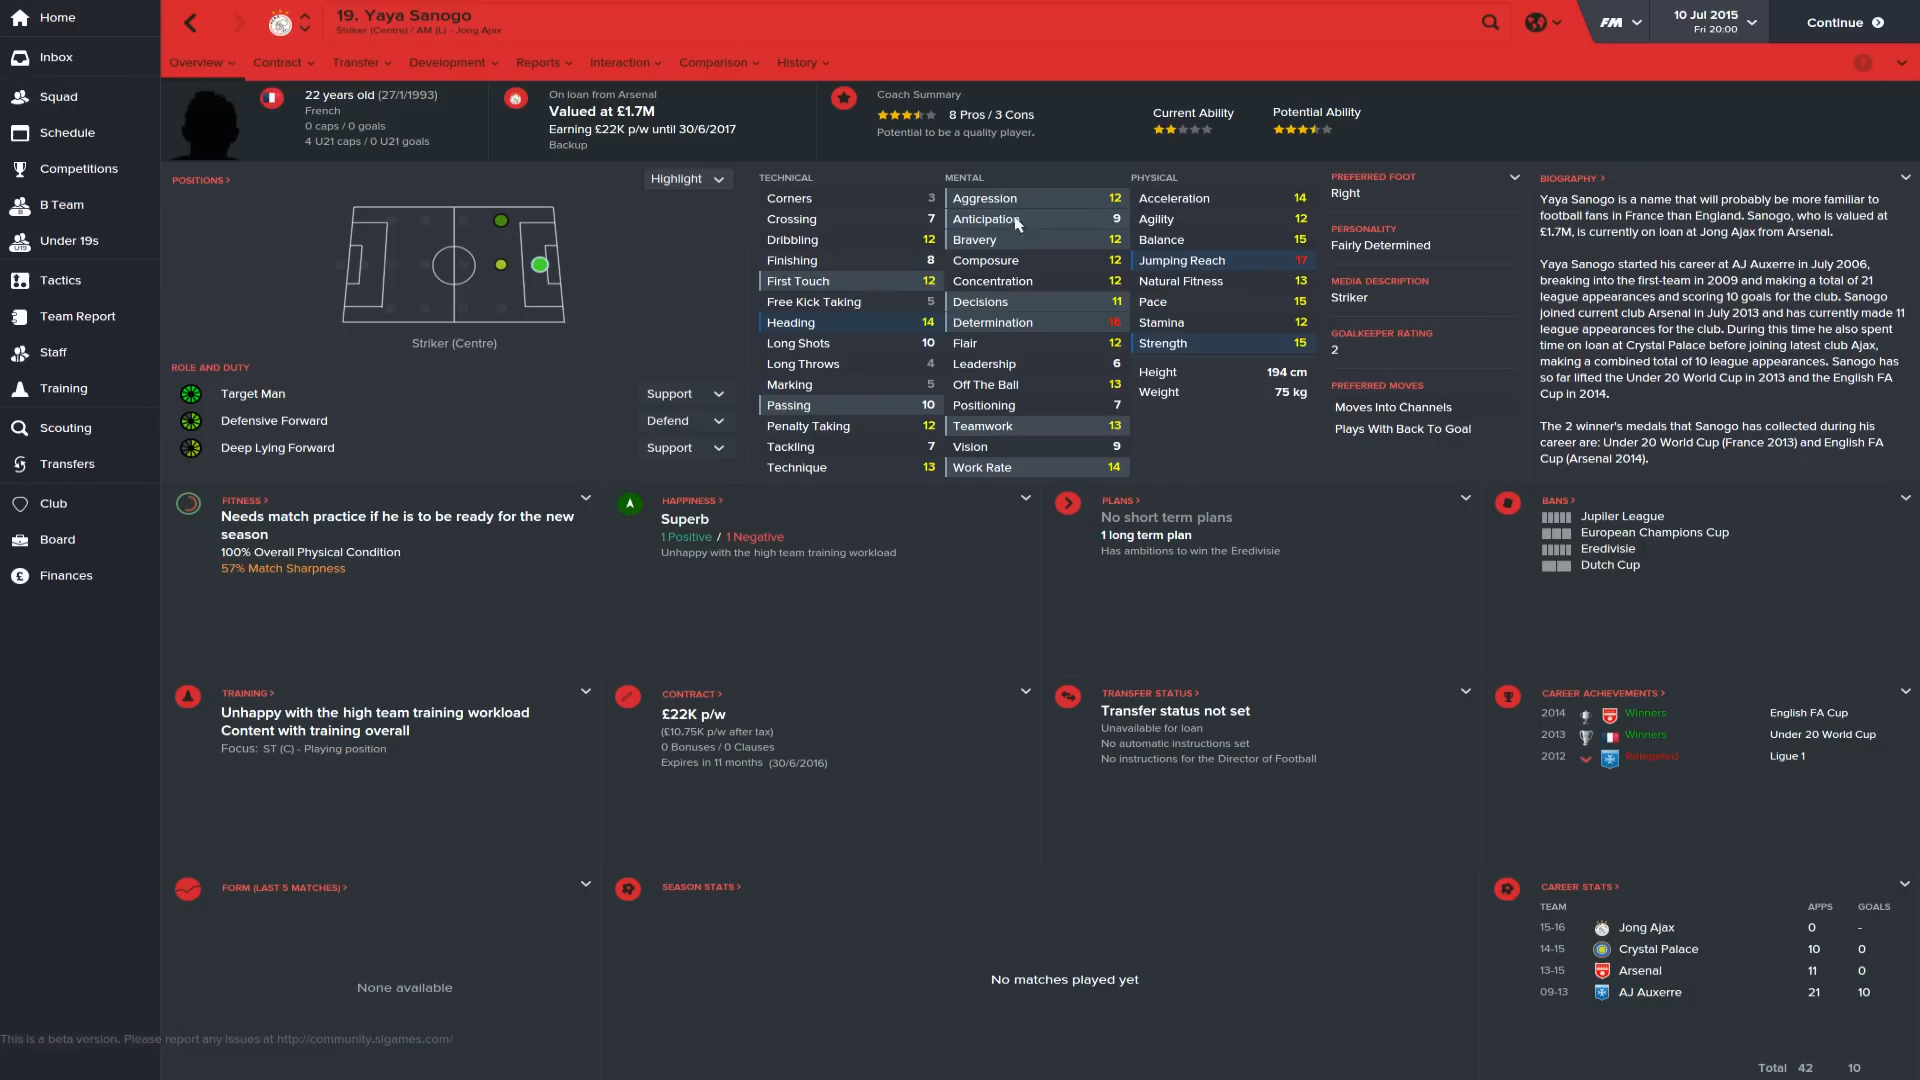 Home
Inbox
Squad
Schedule
Competitions
B Team
Under 19s
Tactics
Team Report
Staff
Training
Scouting
Transfers
Club
Board
Finances
19. Yaya Sanogo
Striker (Centre) / AM (L) - Jong Ajax
FM
10 Jul 2015
Fri 20:00
Continue
Overview
Contract
Transfer
Development
Reports
Interaction
Comparison
History
22 years old (27/1/1993)
French
0 caps / 0 goals
4 U21 caps / 0 U21 goals
On loan from Arsenal
Valued at £1.7M
Earning £22K p/w until 30/6/2017
Backup
Coach Summary
8 Pros / 3 Cons
Potential to be a quality player.
Current Ability
Potential Ability
POSITIONS >
Highlight
Striker (Centre)
ROLE AND DUTY
Target Man Support
Defensive Forward Defend
Deep Lying Forward Support
TECHNICAL
Corners 3
Crossing 7
Dribbling 12
Finishing 8
First Touch 12
Free Kick Taking 5
Heading 14
Long Shots 10
Long Throws 4
Marking 5
Passing 10
Penalty Taking 12
Tackling 7
Technique 13
MENTAL
Aggression 12
Anticipation 9
Bravery 12
Composure 12
Concentration 12
Decisions 11
Determination 16
Flair 12
Leadership 6
Off The Ball 13
Positioning 7
Teamwork 13
Vision 9
Work Rate 14
PHYSICAL
Acceleration 14
Agility 12
Balance 15
Jumping Reach 17
Natural Fitness 13
Pace 15
Stamina 12
Strength 15
Height 194 cm
Weight 75 kg
PREFERRED FOOT
Right
PERSONALITY
Fairly Determined
MEDIA DESCRIPTION
Striker
GOALKEEPER RATING
2
PREFERRED MOVES
Moves Into Channels
Plays With Back To Goal
BIOGRAPHY >
Yaya Sanogo is a name that will probably be more familiar to
football fans in France than England. Sanogo, who is valued at
£1.7M, is currently on loan at Jong Ajax from Arsenal.
Yaya Sanogo started his career at AJ Auxerre in July 2006,
breaking into the first-team in 2009 and making a total of 21
league appearances and scoring 10 goals for the club. Sanogo
joined current club Arsenal in July 2013 and has currently made 11
league appearances for the club. During this time he also spent
time on loan at Crystal Palace before joining latest club Ajax,
making a combined total of 10 league appearances. Sanogo has
so far lifted the Under 20 World Cup in 2013 and the English FA
Cup in 2014.
The 2 winner's medals that Sanogo has collected during his
career are: Under 20 World Cup (France 2013) and English FA
Cup (Arsenal 2014).
FITNESS >
Needs match practice if he is to be ready for the new
season
100% Overall Physical Condition
57% Match Sharpness
HAPPINESS >
Superb
1 Positive / 1 Negative
Unhappy with the high team training workload
PLANS >
No short term plans
1 long term plan
Has ambitions to win the Eredivisie
BANS >
Jupiler League
European Champions Cup
Eredivisie
Dutch Cup
TRAINING >
Unhappy with the high team training workload
Content with training overall
Focus: ST (C) - Playing position
CONTRACT >
£22K p/w
(£10.75K p/w after tax)
0 Bonuses / 0 Clauses
Expires in 11 months (30/6/2016)
TRANSFER STATUS >
Transfer status not set
Unavailable for loan
No automatic instructions set
No instructions for the Director of Football
CAREER ACHIEVEMENTS >
2014 Winners English FA Cup
2013 Winners Under 20 World Cup
2012 Relegated Ligue 1
FORM (LAST 5 MATCHES) >
None available
SEASON STATS >
No matches played yet
CAREER STATS >
TEAM APPS GOALS
15-16 Jong Ajax 0 -
14-15 Crystal Palace 10 0
13-15 Arsenal 11 0
09-13 AJ Auxerre 21 10
Total 42 10
This is a beta version. Please report any issues at http://community.sigames.com/